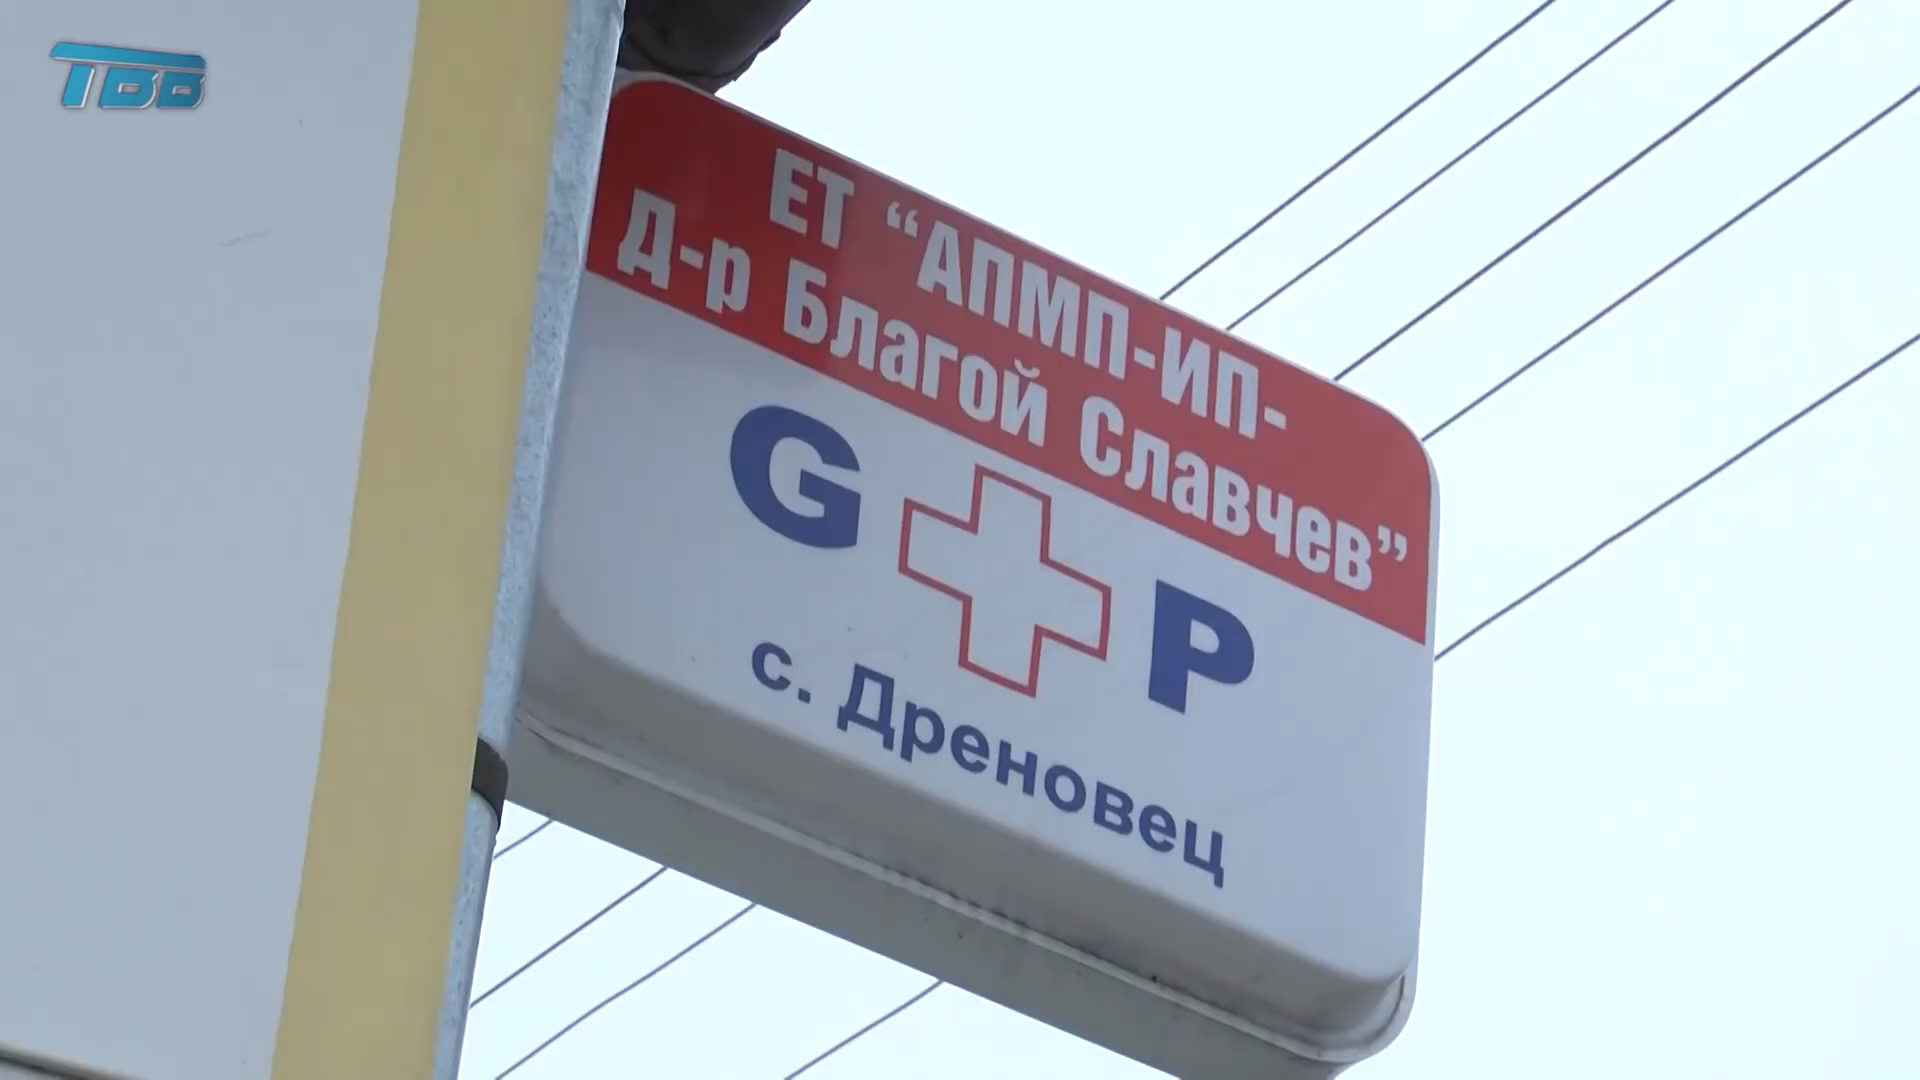 ТВВ
ЕТ “АПМП-ИП-
Д-р Благой Славчев”
G P
с. Дреновец